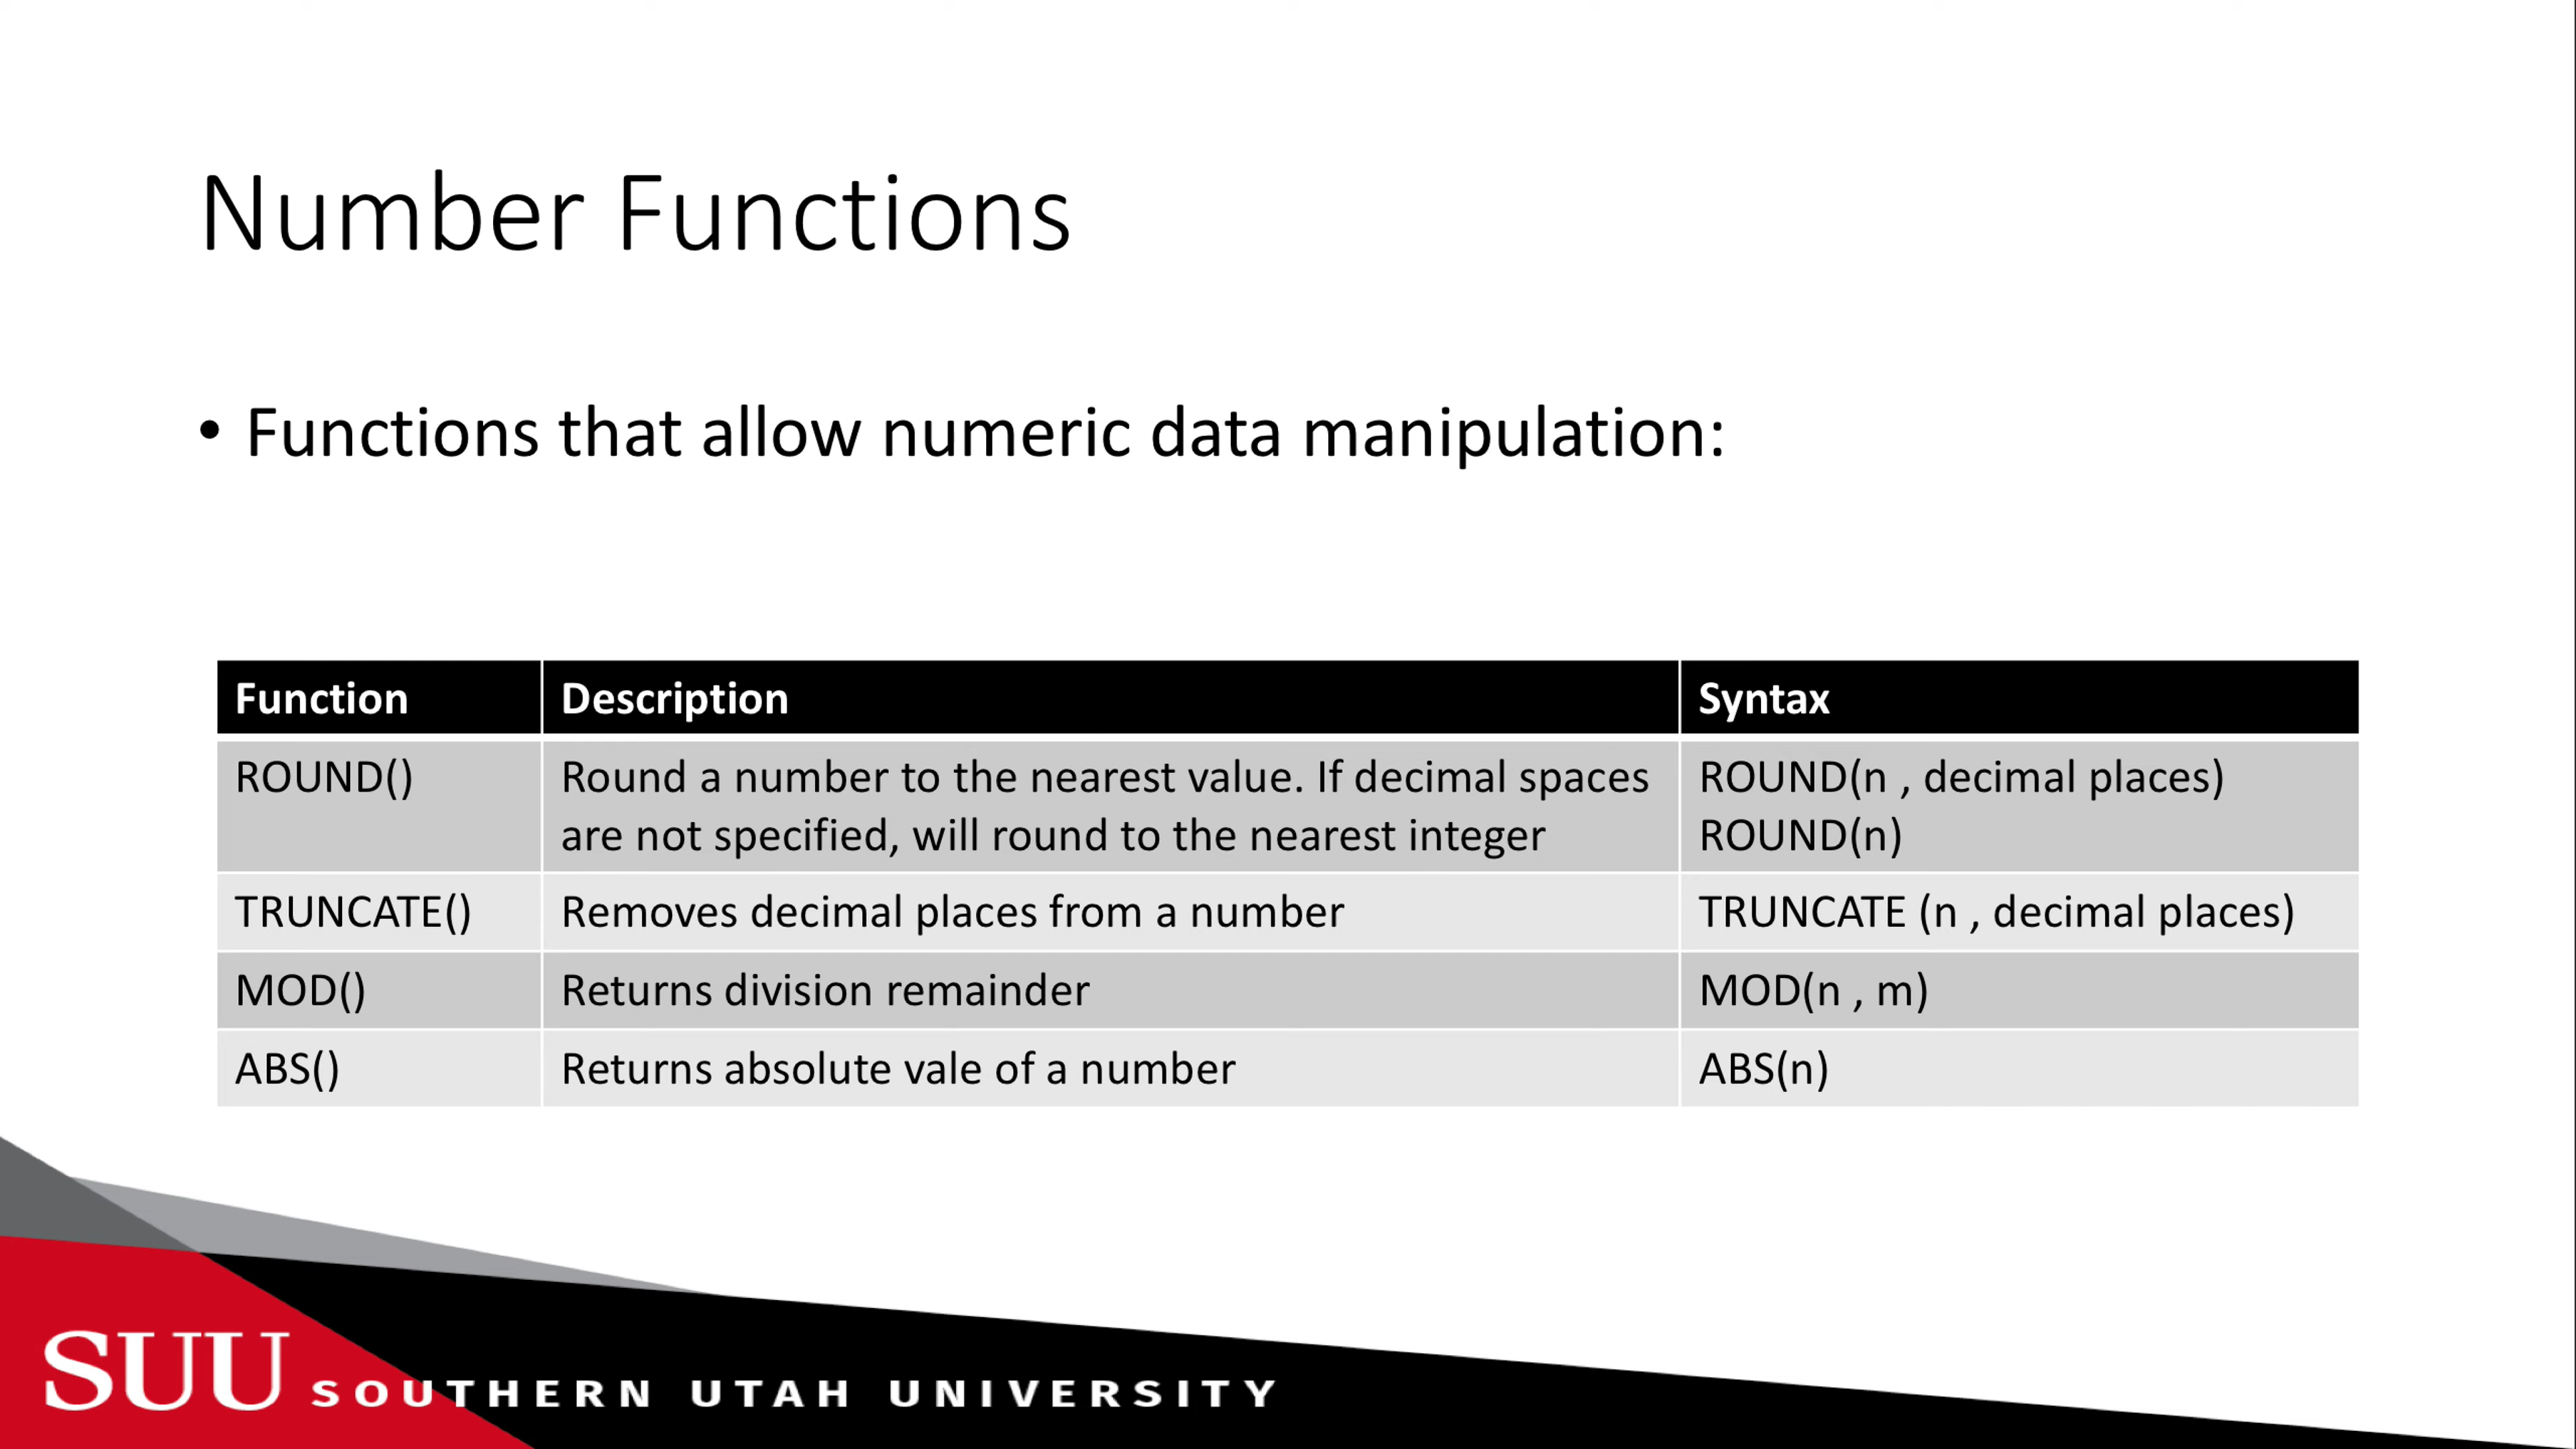 Number Functions
• Functions that allow numeric data manipulation:
Function Description Syntax
ROUND() Round a number to the nearest value. If decimal spaces ROUND(n , decimal places)
are not specified, will round to the nearest integer ROUND(n)
TRUNCATE() Removes decimal places from a number TRUNCATE (n , decimal places)
MOD() Returns division remainder MOD(n , m)
ABS() Returns absolute vale of a number ABS(n)
SUU SOUTHERN UTAH UNIVERSITY